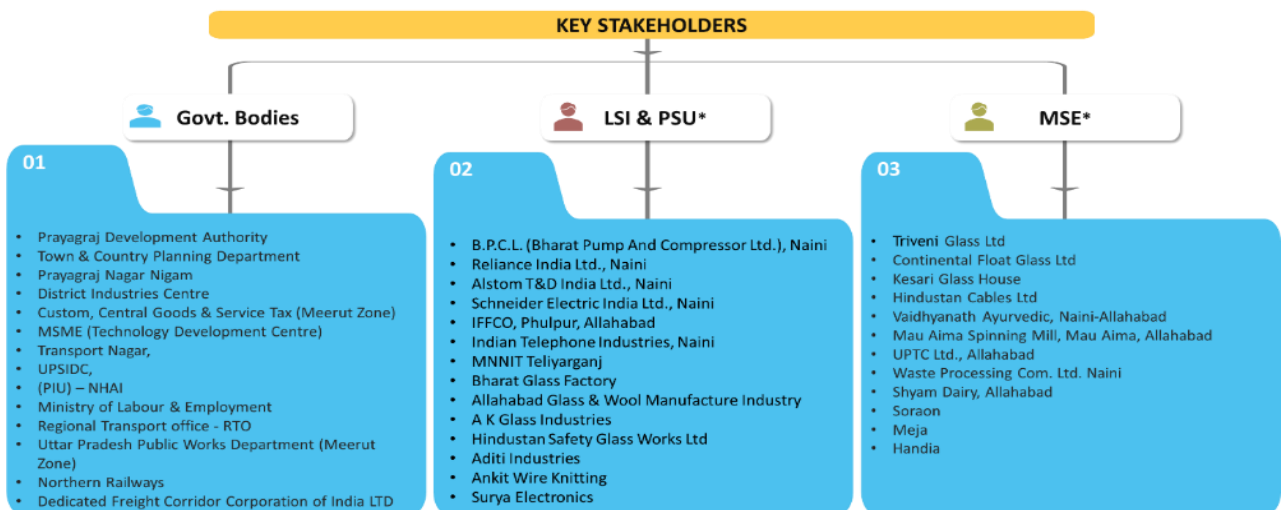 KEY STAKEHOLDERS
Govt. Bodies
01
• Prayagraj Development Authority
• Town & Country Planning Department
• Prayagraj Nagar Nigam
• District Industries Centre
• Custom, Central Goods & Service Tax (Meerut Zone)
• MSME (Technology Development Centre)
• Transport Nagar,
• UPSIDC,
• (PIU) – NHAI
• Ministry of Labour & Employment
• Regional Transport office - RTO
• Uttar Pradesh Public Works Department (Meerut
Zone)
• Northern Railways
• Dedicated Freight Corridor Corporation of India LTD
LSI & PSU*
02
• B.P.C.L. (Bharat Pump And Compressor Ltd.), Naini
• Reliance India Ltd., Naini
• Alstom T&D India Ltd., Naini
• Schneider Electric India Ltd., Naini
• IFFCO, Phulpur, Allahabad
• Indian Telephone Industries, Naini
• MNNIT Teliyarganj
• Bharat Glass Factory
• Allahabad Glass & Wool Manufacture Industry
• A K Glass Industries
• Hindustan Safety Glass Works Ltd
• Aditi Industries
• Ankit Wire Knitting
• Surya Electronics
MSE*
03
• Triveni Glass Ltd
• Continental Float Glass Ltd
• Kesari Glass House
• Hindustan Cables Ltd
• Vaidhyanath Ayurvedic, Naini-Allahabad
• Mau Aima Spinning Mill, Mau Aima, Allahabad
• UPTC Ltd., Allahabad
• Waste Processing Com. Ltd. Naini
• Shyam Dairy, Allahabad
• Soraon
• Meja
• Handia